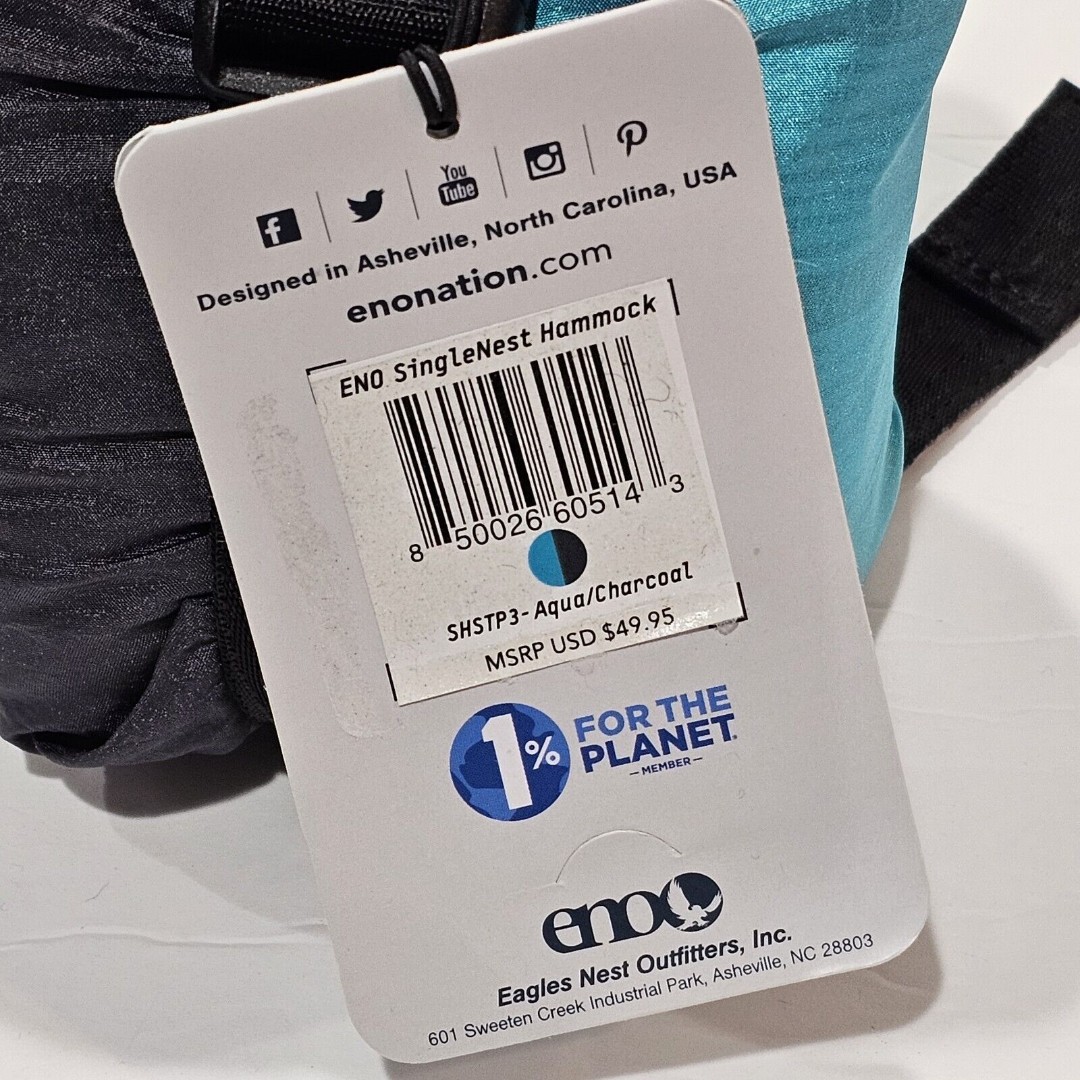 f
You
Tube
Designed in Asheville, North Carolina, USA
enonation.com
ENO SingleNest Hammock
8 50026 60514 3
SHSTP3-Aqua/Charcoal
MSRP USD $49.95
1% FOR THE
PLANET.
—MEMBER—
eno
Eagles Nest Outfitters, Inc.
601 Sweeten Creek Industrial Park, Asheville, NC 28803